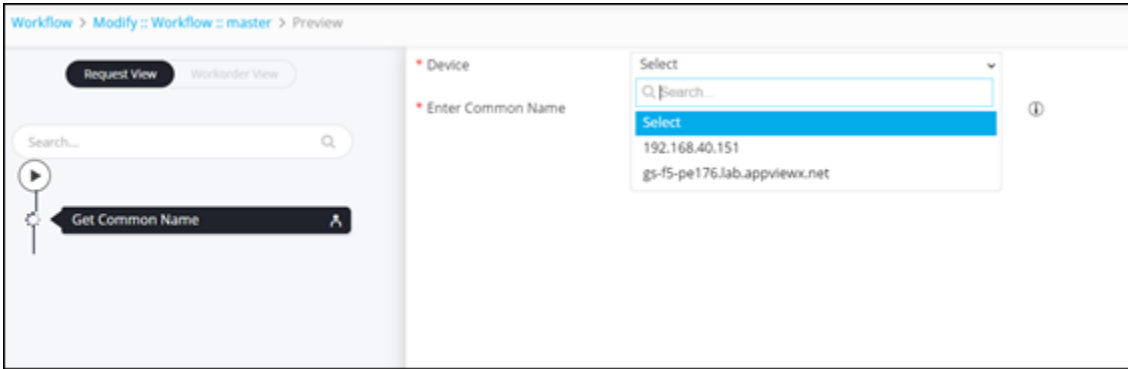 Workflow > Modify :: Workflow :: master > Preview
Request View
Workorder View
Search...
Get Common Name
* Device
Select
* Enter Common Name
Search...
Select
192.168.40.151
gs-f5-pe176.lab.appviewx.net